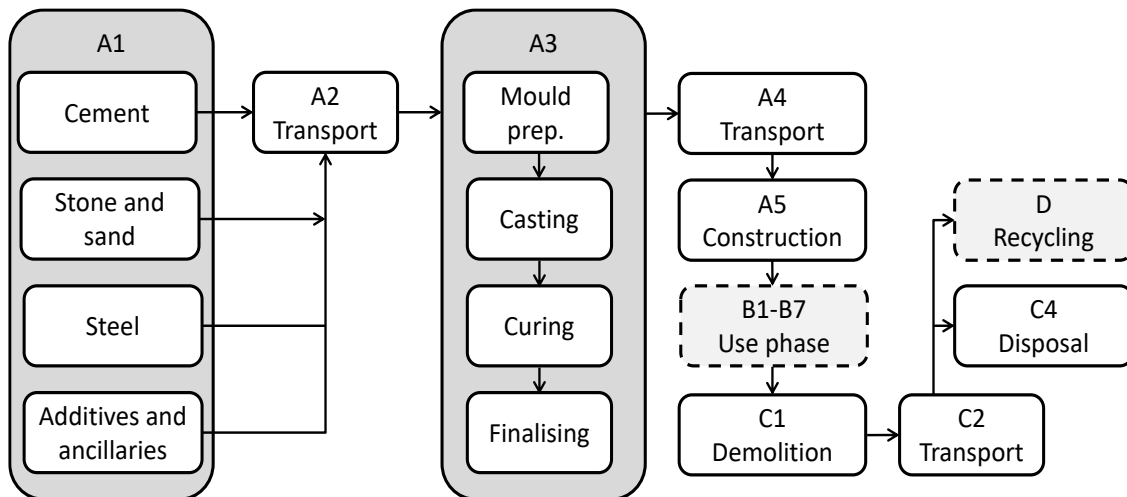 A1
Cement
Stone and
sand
Steel
Additives and
ancillaries
A2
Transport
A3
Mould
prep.
Casting
Curing
Finalising
A4
Transport
A5
Construction
B1-B7
Use phase
C1
Demolition
C2
Transport
D
Recycling
C4
Disposal